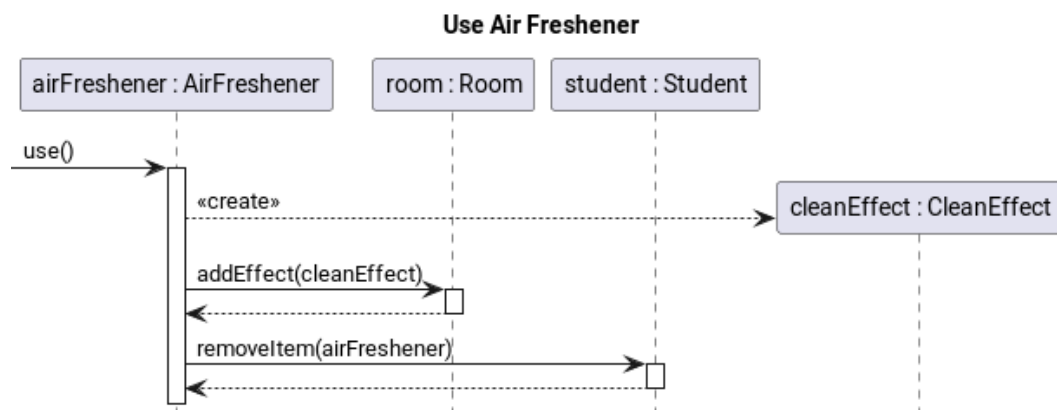 Use Air Freshener
airFreshener : AirFreshener
room : Room
student : Student
use()
«create»
cleanEffect : CleanEffect
addEffect(cleanEffect)
removeItem(airFreshener)